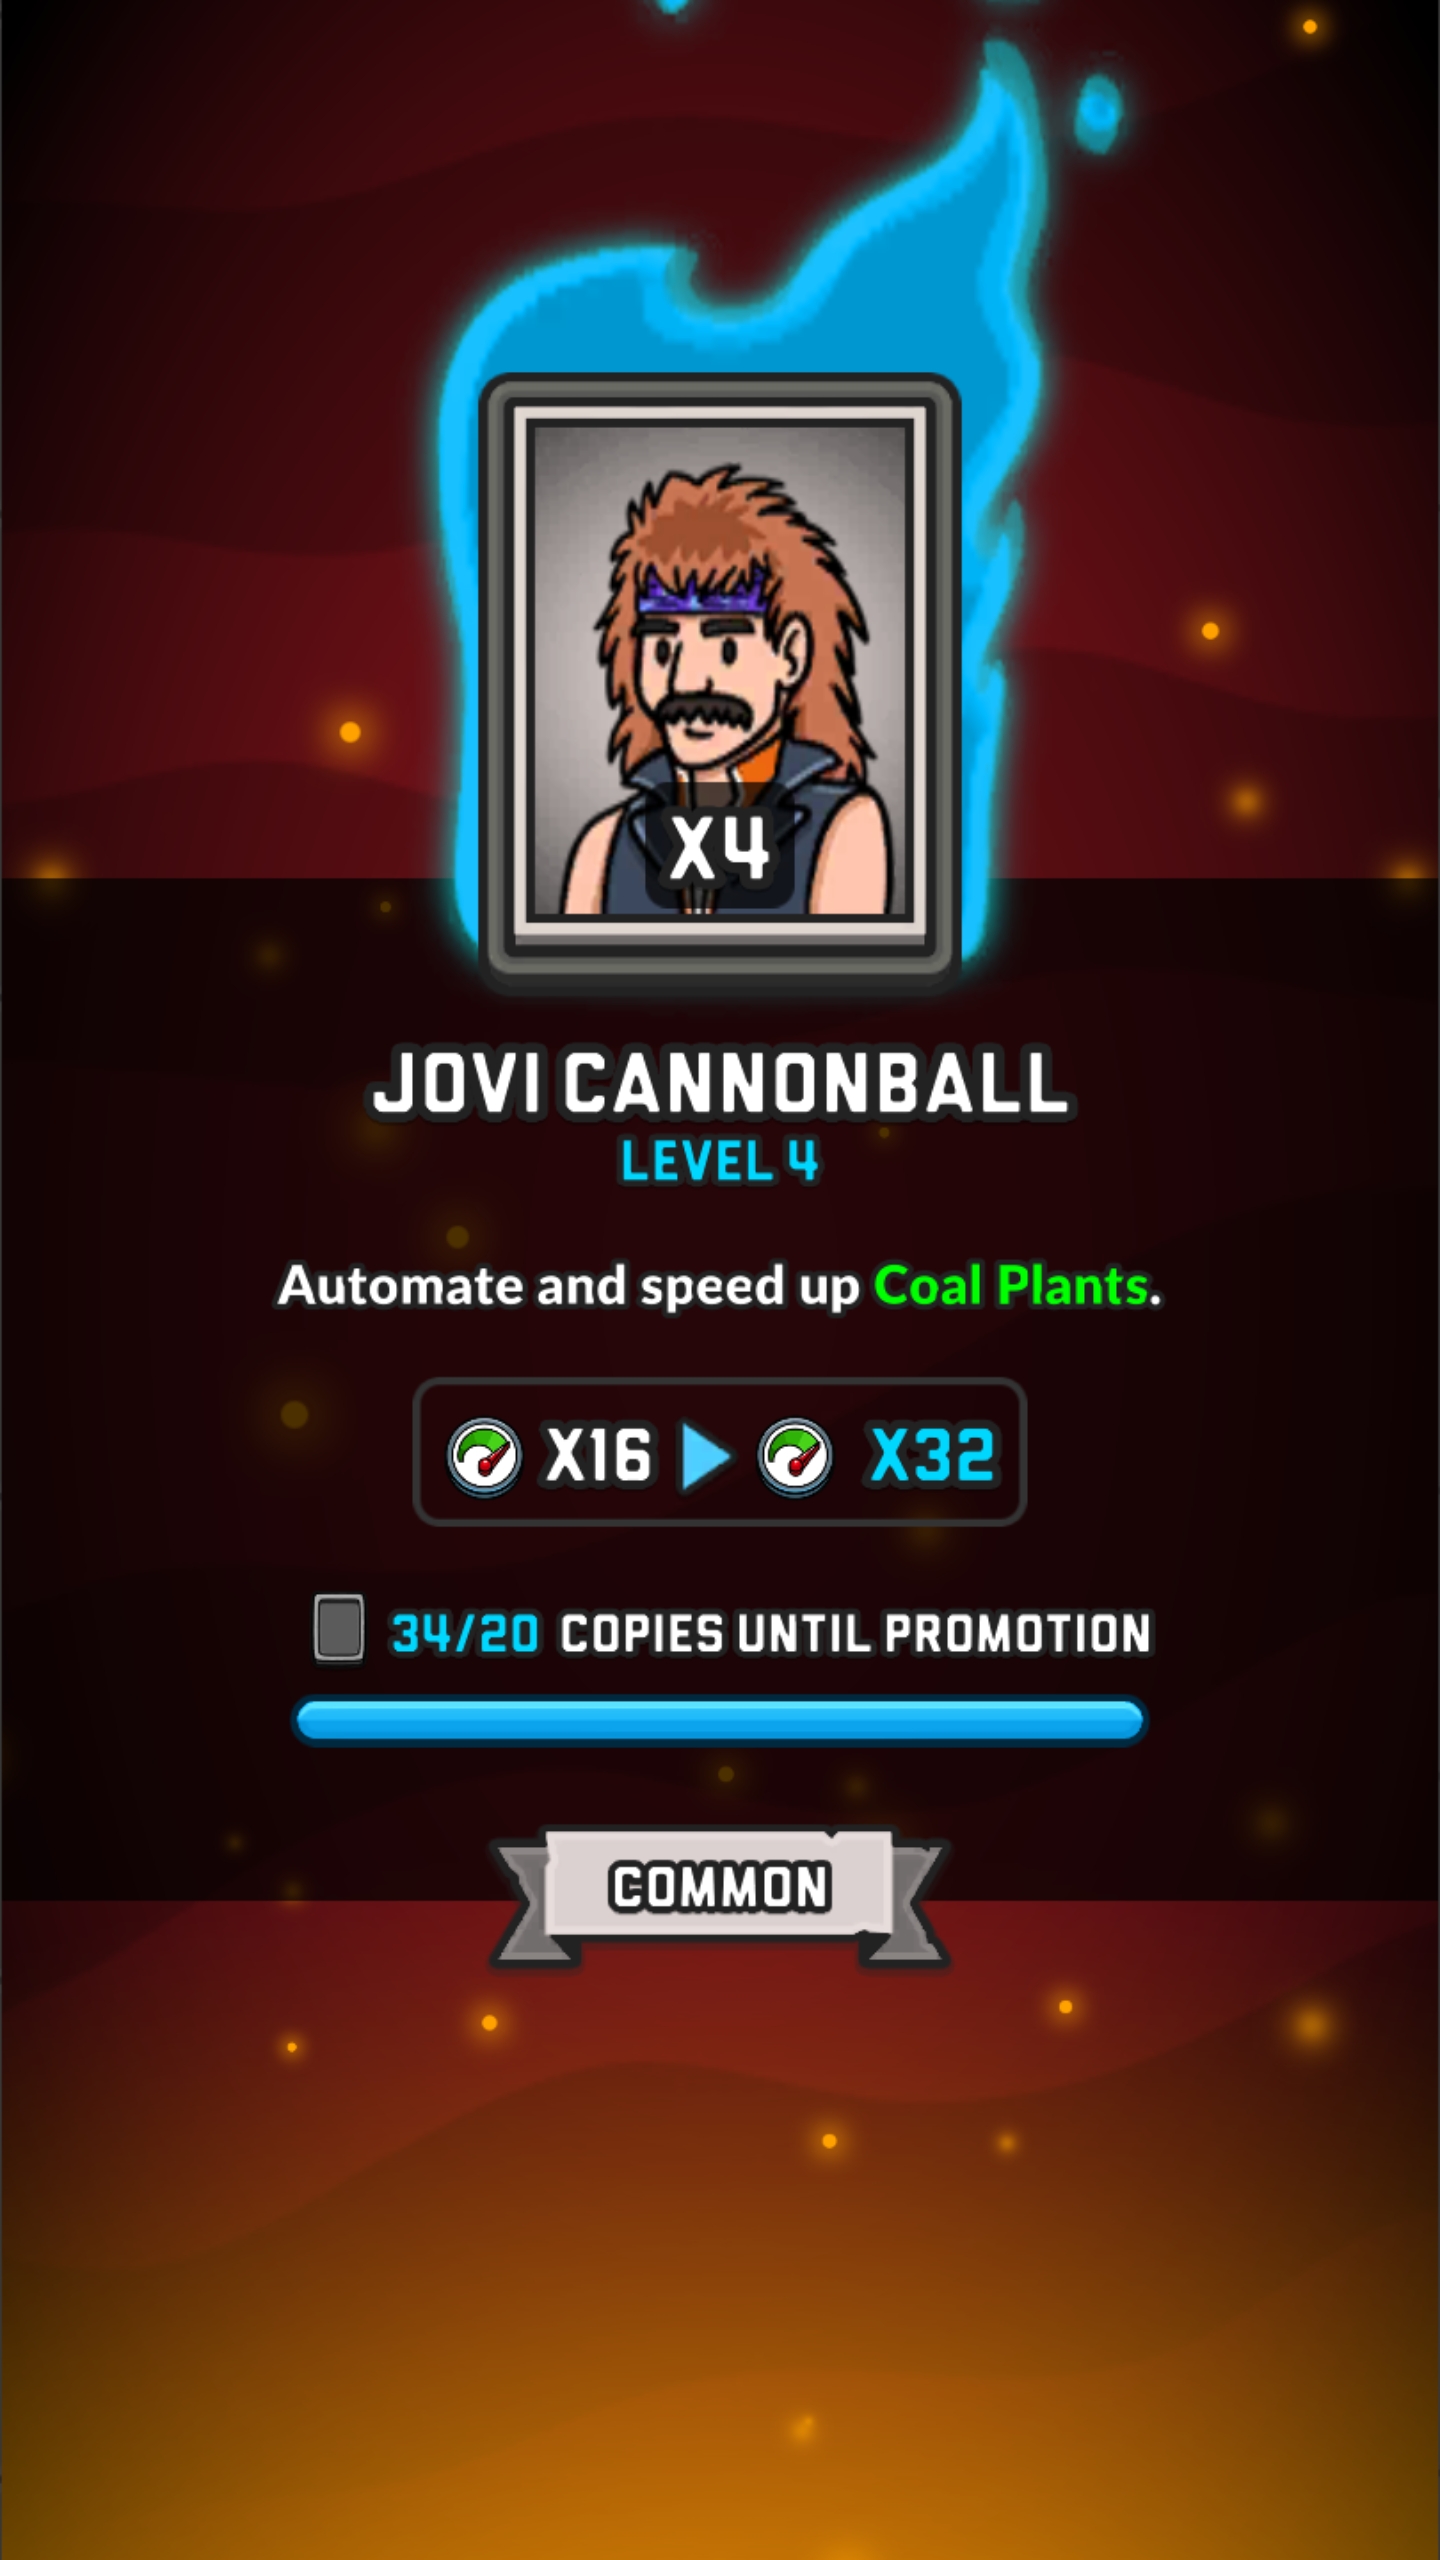 X4
JOVI CANNONBALL
LEVEL 4
Automate and speed up Coal Plants.
X16 X32
34/20 COPIES UNTIL PROMOTION
COMMON